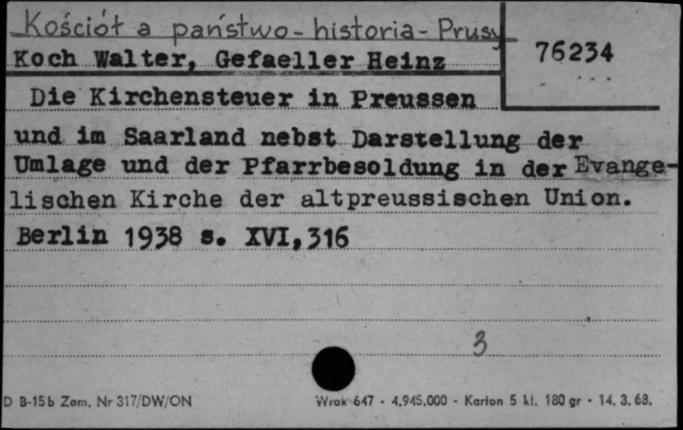 Kościół a państwo - historia - Prusy
76234
Koch Walter, Gefaeller Heinz
Die Kirchensteuer in Preussen
und im Saarland nebst Darstellung der
Umlage und der Pfarrbesoldung in der Evange-
lischen Kirche der altpreussischen Union.
Berlin 1938 s. XVI,316
3
D B-15b Zam. Nr 317/DW/ON
Wrok 647 - 4.945.000 - Karton 5 kl. 180 gr - 14. 3. 68.